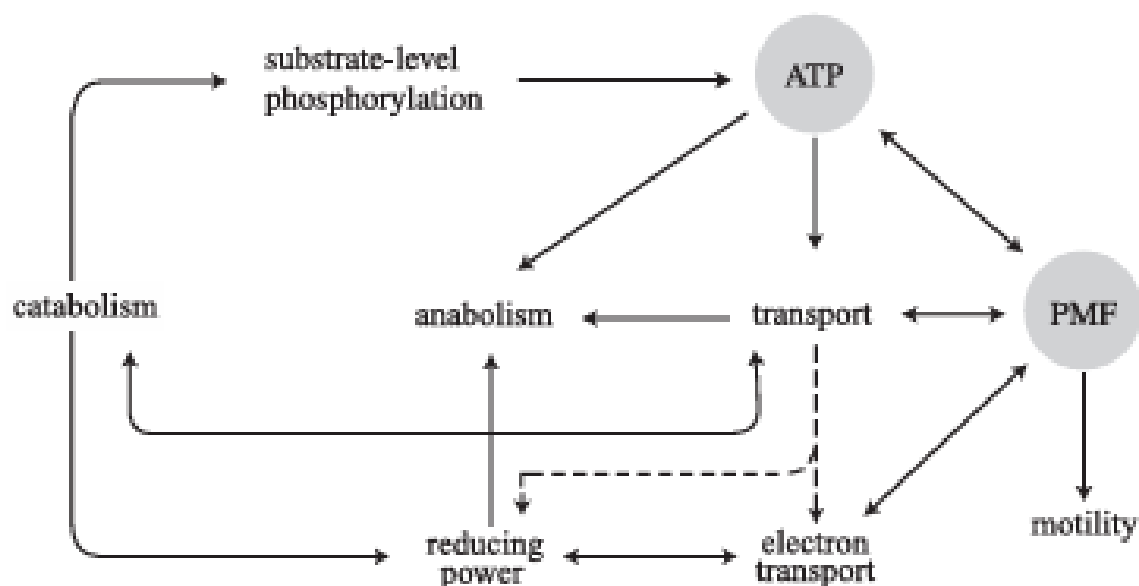 substrate-level
phosphorylation
ATP
catabolism
anabolism
transport
PMF
reducing
power
electron
transport
motility